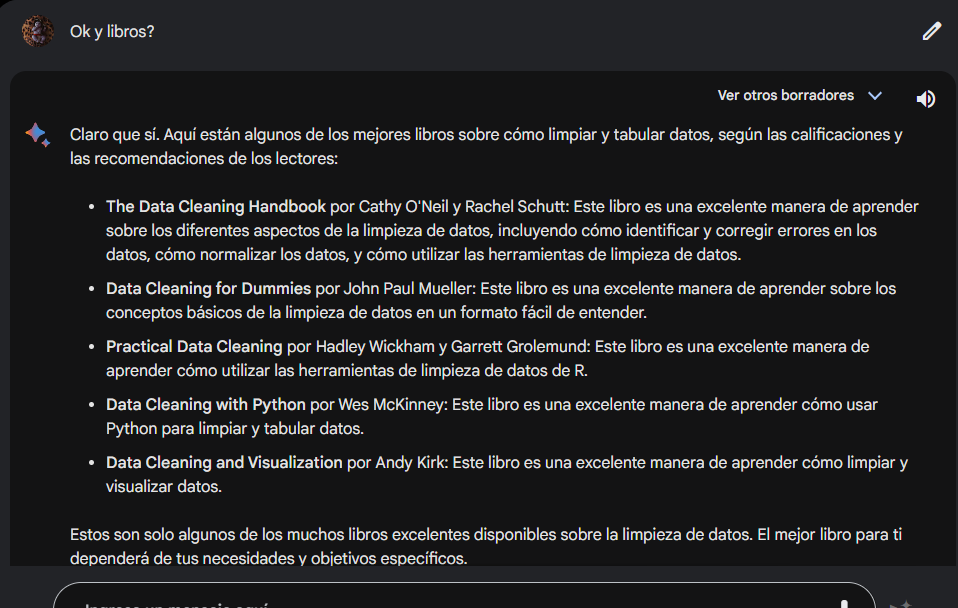 Ok y libros?
Ver otros borradores
Claro que sí. Aquí están algunos de los mejores libros sobre cómo limpiar y tabular datos, según las calificaciones y
las recomendaciones de los lectores:
• The Data Cleaning Handbook por Cathy O'Neil y Rachel Schutt: Este libro es una excelente manera de aprender
sobre los diferentes aspectos de la limpieza de datos, incluyendo cómo identificar y corregir errores en los
datos, cómo normalizar los datos, y cómo utilizar las herramientas de limpieza de datos.
• Data Cleaning for Dummies por John Paul Mueller: Este libro es una excelente manera de aprender sobre los
conceptos básicos de la limpieza de datos en un formato fácil de entender.
• Practical Data Cleaning por Hadley Wickham y Garrett Grolemund: Este libro es una excelente manera de
aprender cómo utilizar las herramientas de limpieza de datos de R.
• Data Cleaning with Python por Wes McKinney: Este libro es una excelente manera de aprender cómo usar
Python para limpiar y tabular datos.
• Data Cleaning and Visualization por Andy Kirk: Este libro es una excelente manera de aprender cómo limpiar y
visualizar datos.
Estos son solo algunos de los muchos libros excelentes disponibles sobre la limpieza de datos. El mejor libro para ti
dependerá de tus necesidades y objetivos específicos.